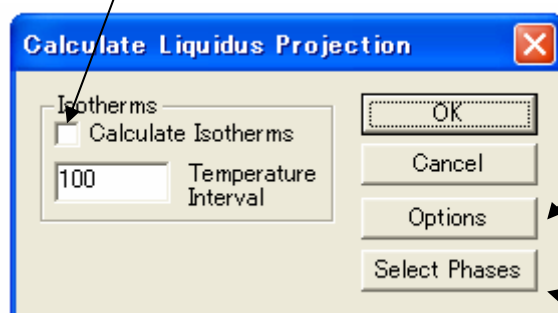 Calculate Liquidus Projection
Isotherms
Calculate Isotherms
100
Temperature
Interval
OK
Cancel
Options
Select Phases